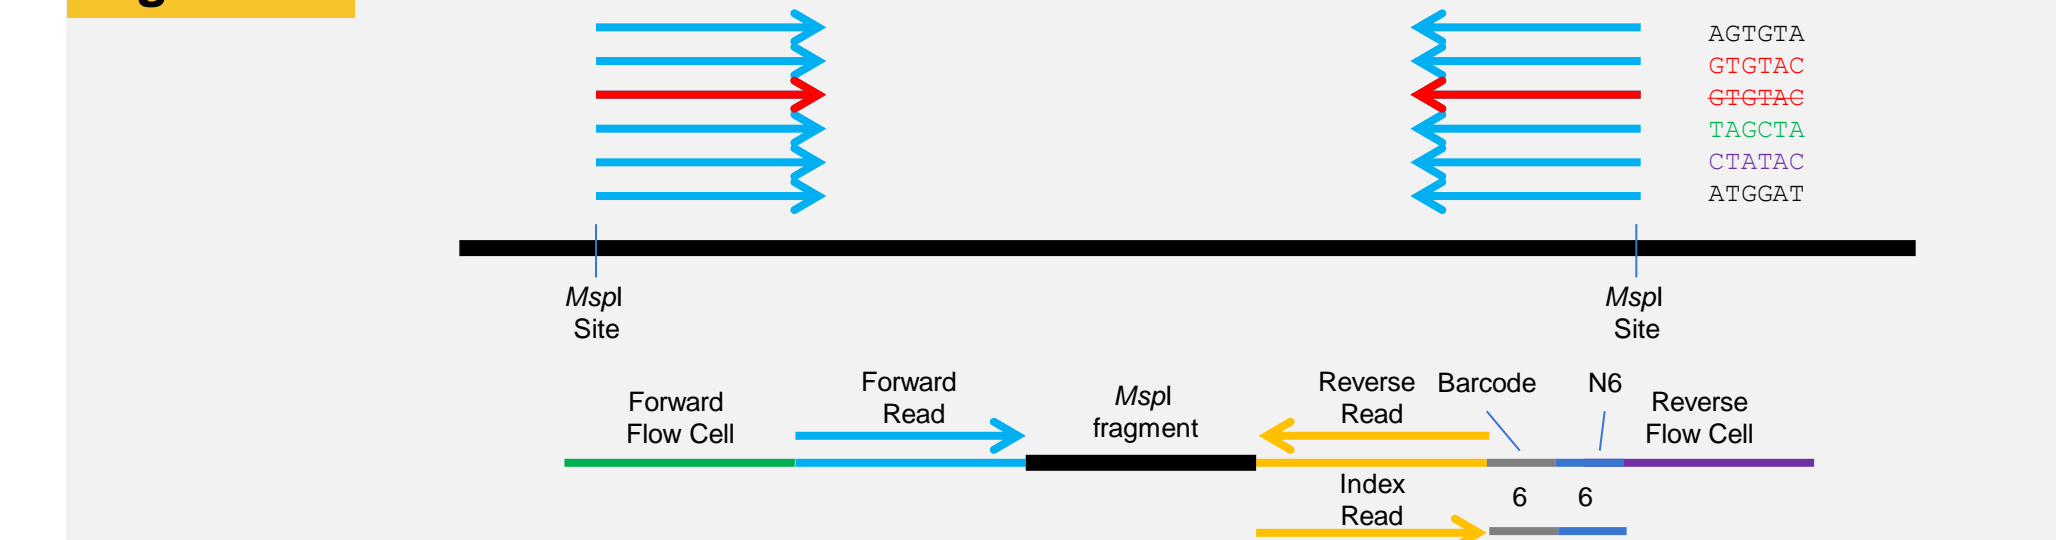 AGTGTA
GTGTAC
GTGTAC
TAGCTA
CTATAC
ATGGAT
MspI
Site
MspI
Site
Forward
Flow Cell
Forward
Read
MspI
fragment
Reverse
Read
Barcode
N6
Reverse
Flow Cell
Index
Read
6
6